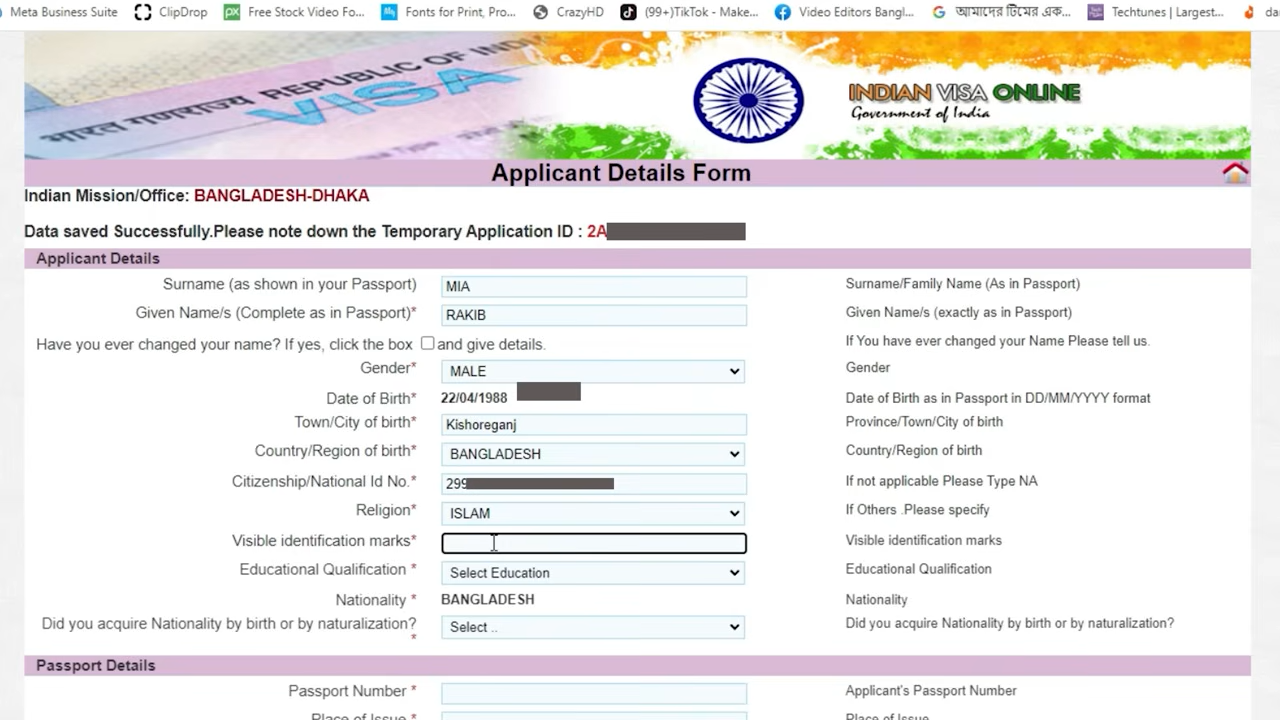 Meta Business Suite ClipDrop Free Stock Video Fo... Fonts for Print, Pro... CrazyHD (99+)TikTok - Make... Video Editors Bangl... আমাদের টিমের এক... Techtunes | Largest...
भारत गणराज्य REPUBLIC OF INDIA
VISA
INDIAN VISA ONLINE
Government of India
Applicant Details Form
Indian Mission/Office: BANGLADESH-DHAKA
Data saved Successfully.Please note down the Temporary Application ID : 2A
Applicant Details
Surname (as shown in your Passport) MIA Surname/Family Name (As in Passport)
Given Name/s (Complete as in Passport)* RAKIB Given Name/s (exactly as in Passport)
Have you ever changed your name? If yes, click the box and give details. If You have ever changed your Name Please tell us.
Gender* MALE Gender
Date of Birth* 22/04/1988 Date of Birth as in Passport in DD/MM/YYYY format
Town/City of birth* Kishoreganj Province/Town/City of birth
Country/Region of birth* BANGLADESH Country/Region of birth
Citizenship/National Id No.* 299 If not applicable Please Type NA
Religion* ISLAM If Others .Please specify
Visible identification marks* Visible identification marks
Educational Qualification * Select Education Educational Qualification
Nationality * BANGLADESH Nationality
Did you acquire Nationality by birth or by naturalization? * Select .. Did you acquire Nationality by birth or by naturalization?
Passport Details
Passport Number * Applicant's Passport Number
Place of Issue * Place of Issue